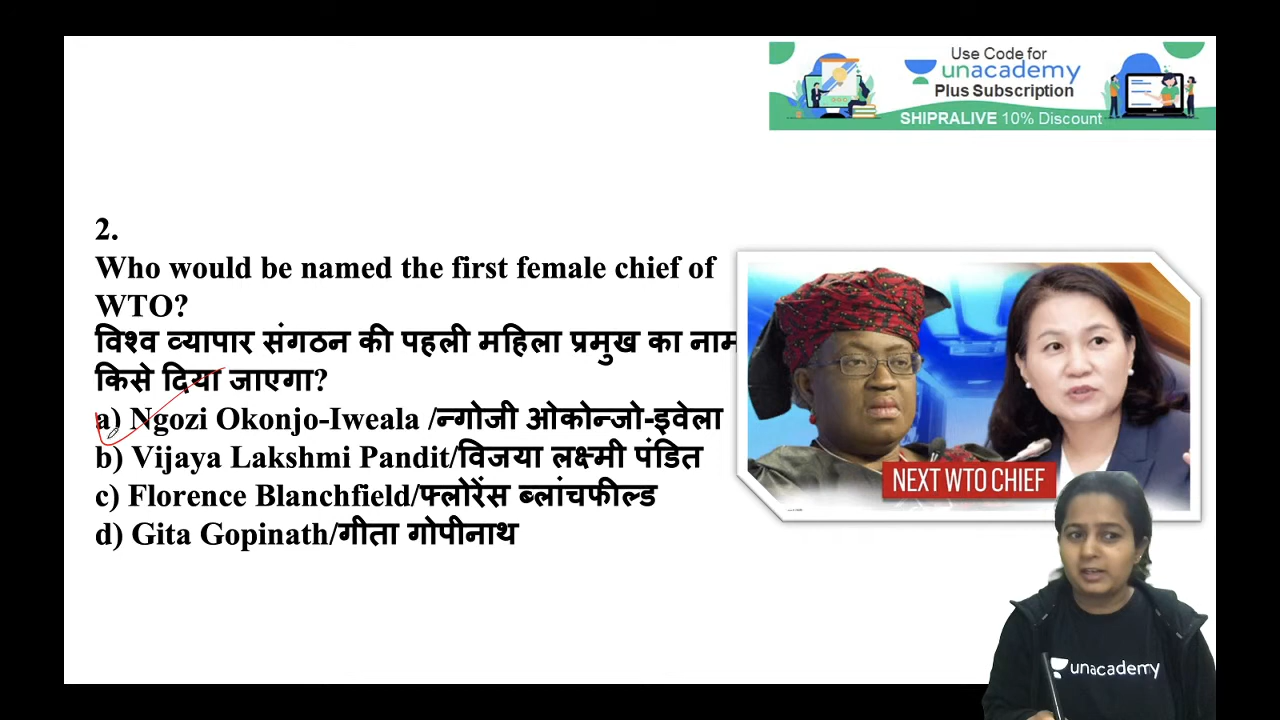 Use Code for
unacademy
Plus Subscription
SHIPRALIVE 10% Discount
2.
Who would be named the first female chief of
WTO?
विश्व व्यापार संगठन की पहली महिला प्रमुख का नाम
किसे दिया जाएगा?
a) Ngozi Okonjo-Iweala /न्गोजी ओकोन्जो-इवेला
b) Vijaya Lakshmi Pandit/विजया लक्ष्मी पंडित
c) Florence Blanchfield/फ्लोरेंस ब्लांचफील्ड
d) Gita Gopinath/गीता गोपीनाथ
NEXT WTO CHIEF
unacademy